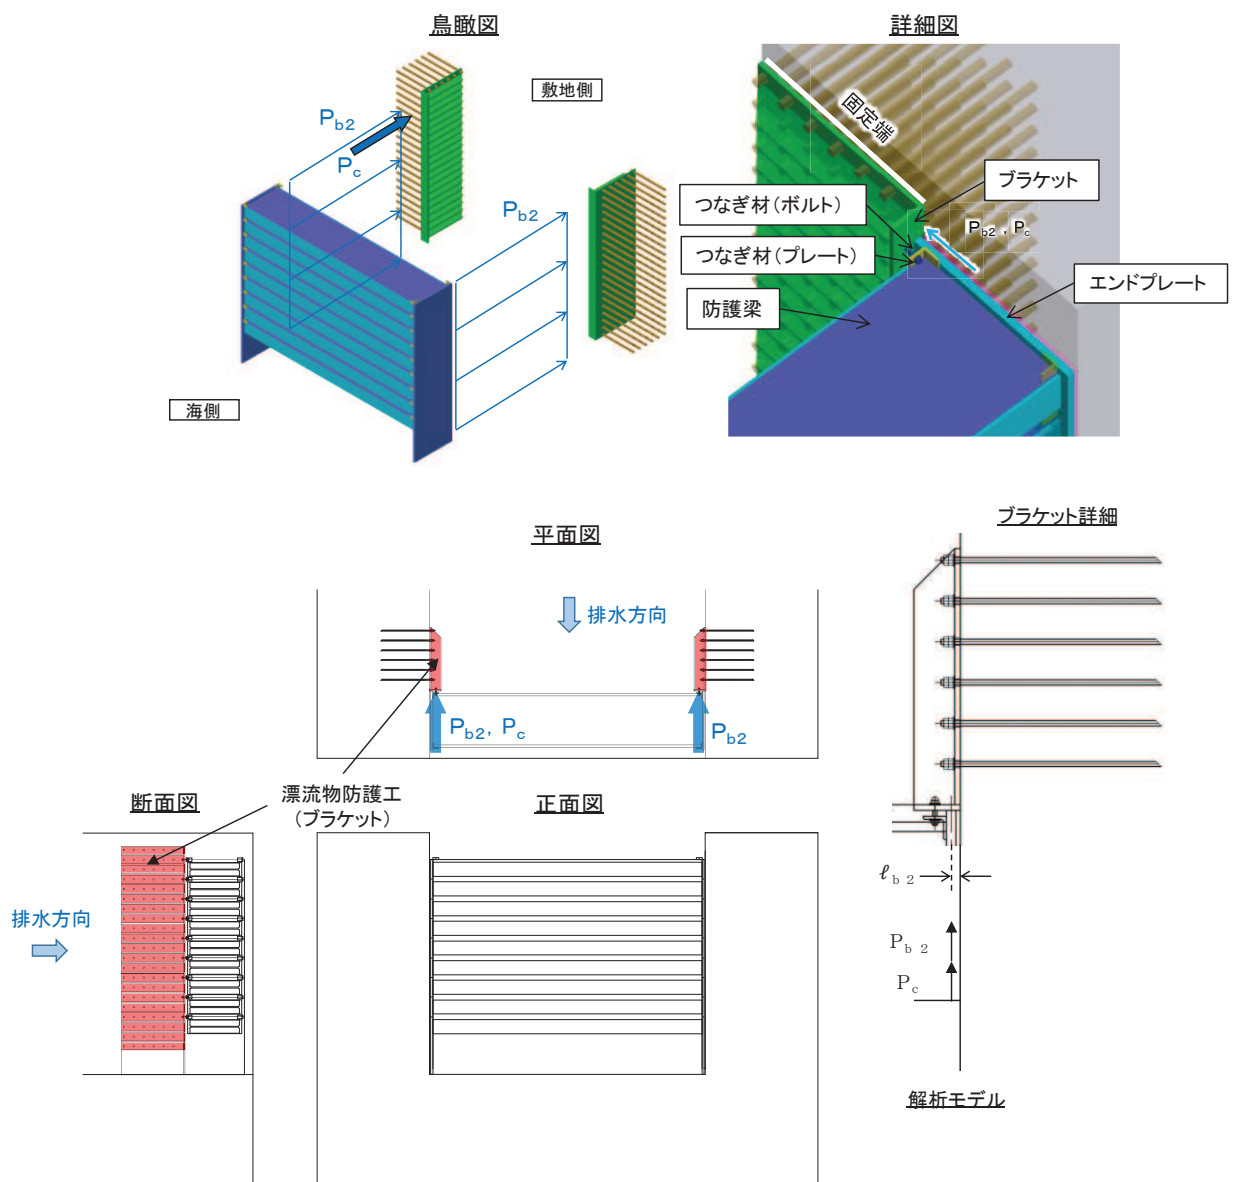 鳥瞰図
敷地側
P_b2
P_c
P_b2
海側
詳細図
固定端
ブラケット
つなぎ材(ボルト)
P_b2 , P_c
つなぎ材(プレート)
エンドプレート
防護梁
平面図
排水方向
P_b2, P_c
P_b2
ブラケット詳細
ℓ_b2
P_b2
P_c
解析モデル
断面図
漂流物防護工
(ブラケット)
排水方向
正面図